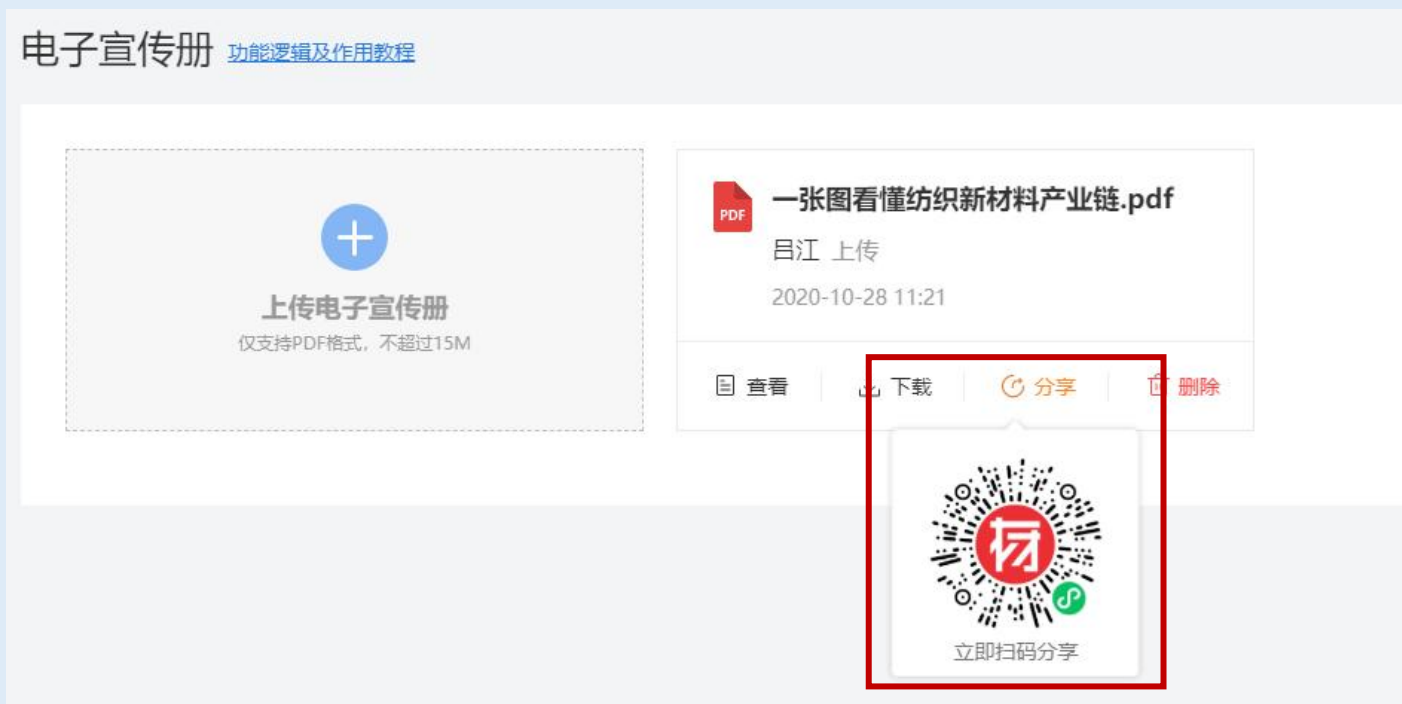 电子宣传册 功能逻辑及作用教程
上传电子宣传册
仅支持PDF格式，不超过15M
PDF
一张图看懂纺织新材料产业链.pdf
吕江 上传
2020-10-28 11:21
查看 下载 分享 删除
立即扫码分享